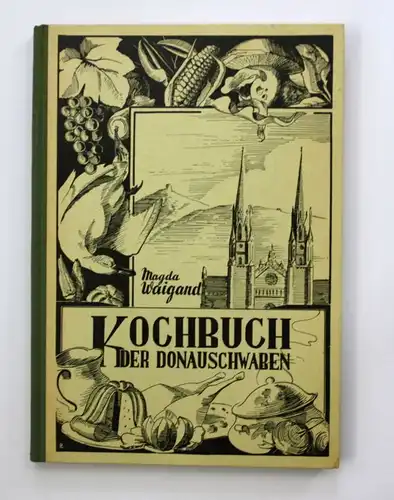 Magda
Waigand
KOCHBUCH
DER DONAUSCHWABEN